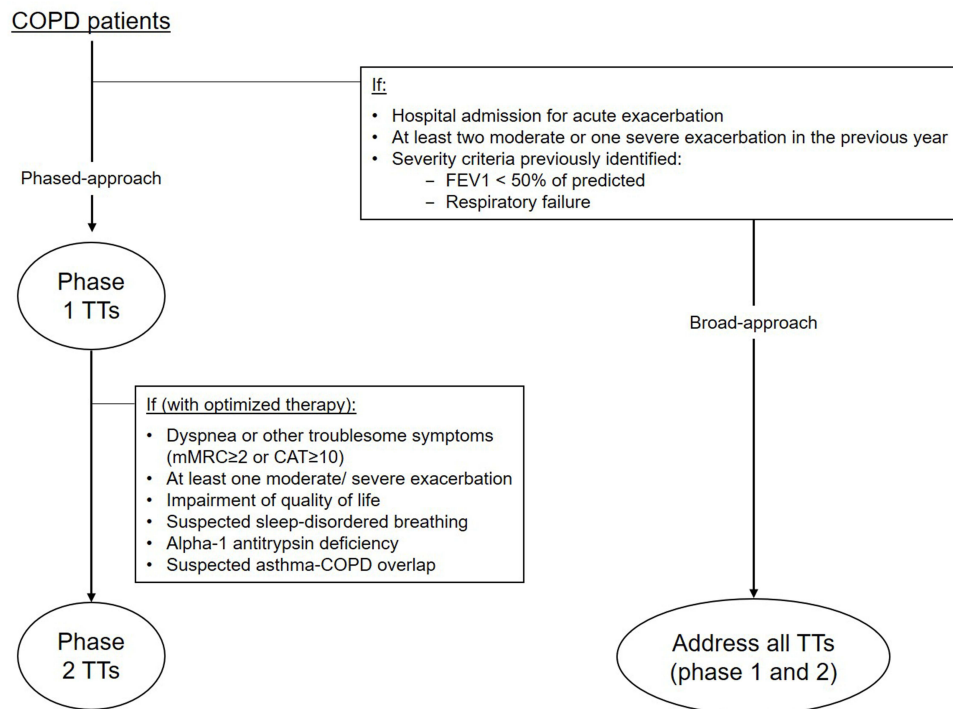 COPD patients
If:
• Hospital admission for acute exacerbation
• At least two moderate or one severe exacerbation in the previous year
• Severity criteria previously identified:
– FEV1 < 50% of predicted
– Respiratory failure
Phased-approach
Phase
1 TTs
Broad-approach
If (with optimized therapy):
• Dyspnea or other troublesome symptoms
(mMRC≥2 or CAT≥10)
• At least one moderate/ severe exacerbation
• Impairment of quality of life
• Suspected sleep-disordered breathing
• Alpha-1 antitrypsin deficiency
• Suspected asthma-COPD overlap
Phase
2 TTs
Address all TTs
(phase 1 and 2)